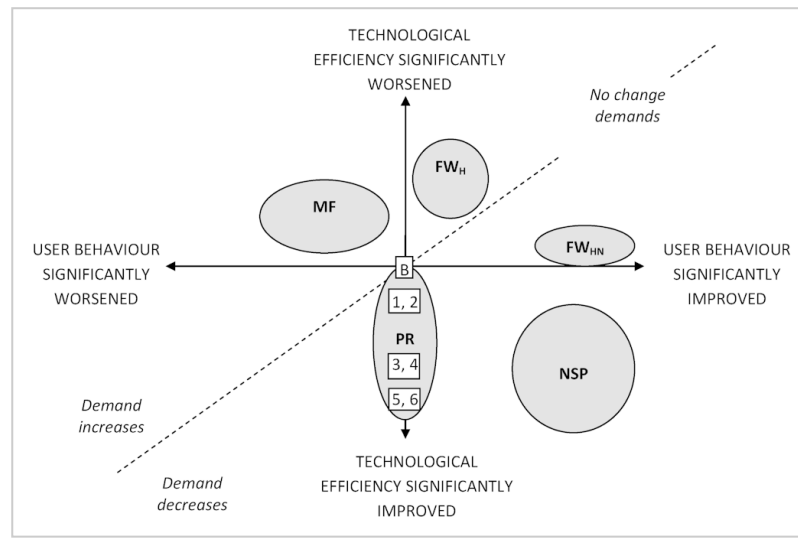 TECHNOLOGICAL
EFFICIENCY SIGNIFICANTLY
WORSENED
No change
demands
FWH
MF
FWHN
USER BEHAVIOUR
SIGNIFICANTLY
WORSENED
B
USER BEHAVIOUR
SIGNIFICANTLY
IMPROVED
1, 2
PR
3, 4
5, 6
NSP
Demand
increases
Demand
decreases
TECHNOLOGICAL
EFFICIENCY SIGNIFICANTLY
IMPROVED